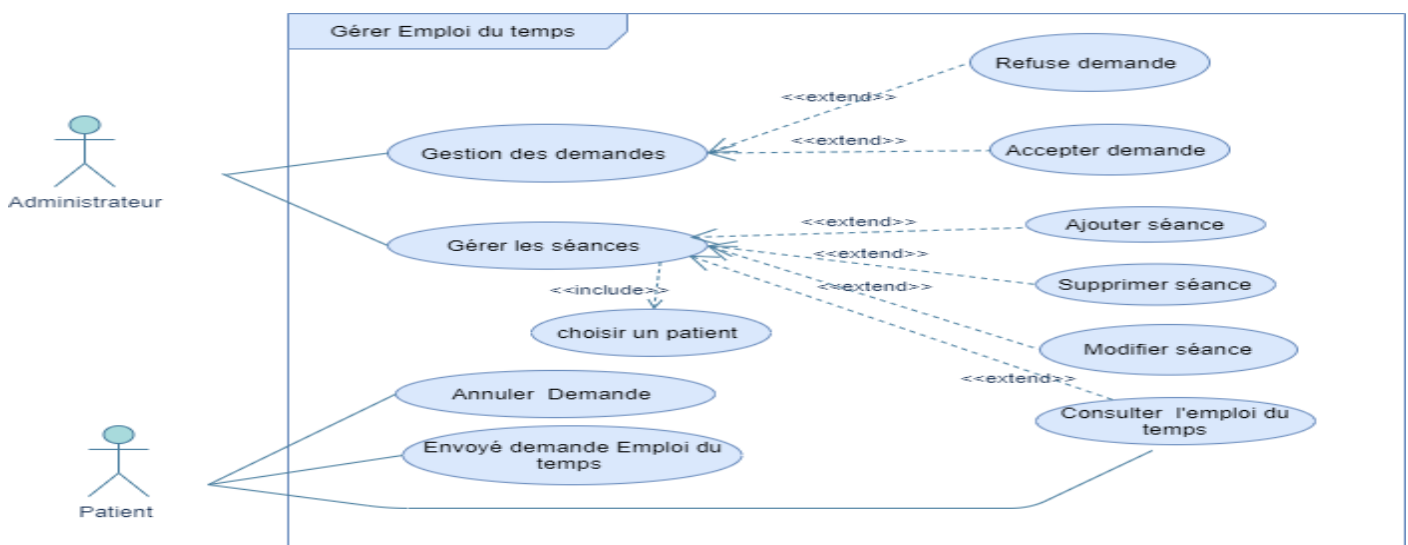 Gérer Emploi du temps
Refuse demande
<<extend>>
Gestion des demandes
<<extend>>
Accepter demande
Administrateur
<<extend>>
Ajouter séance
Gérer les séances
<<extend>>
Supprimer séance
<<include>>
<<extend>>
choisir un patient
Modifier séance
<<extend>>
Annuler Demande
Consulter l'emploi du
temps
Envoyé demande Emploi du
temps
Patient